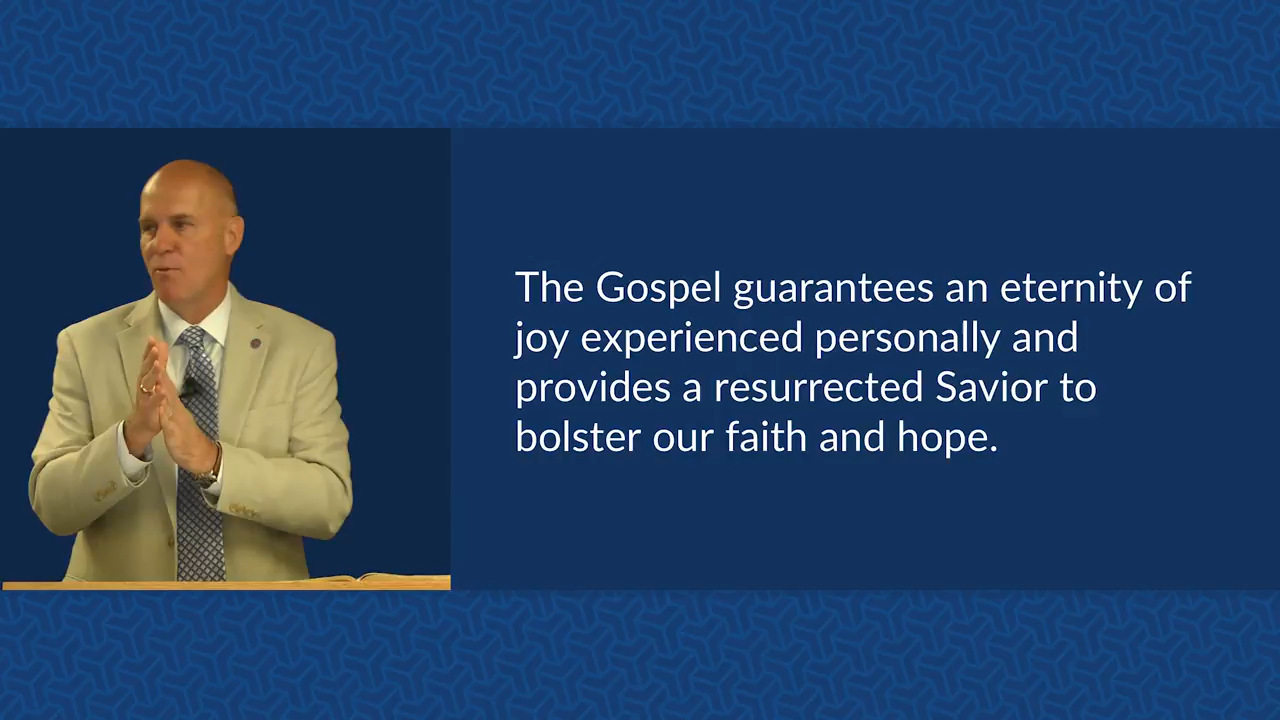 The Gospel guarantees an eternity of
joy experienced personally and
provides a resurrected Savior to
bolster our faith and hope.